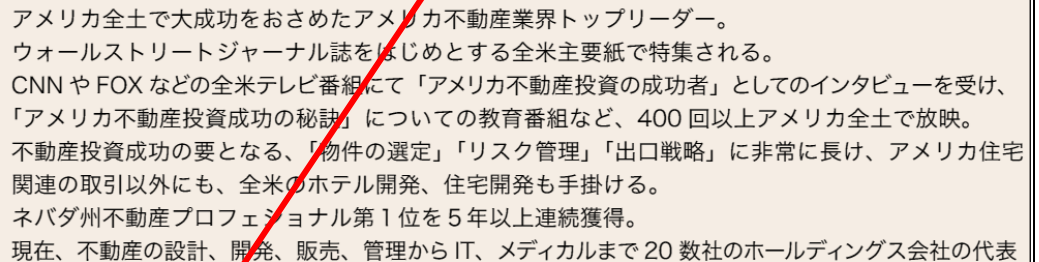 アメリカ全土で大成功をおさめたアメリカ不動産業界トップリーダー。
ウォールストリートジャーナル誌をはじめとする全米主要紙で特集される。
CNN や FOX などの全米テレビ番組にて「アメリカ不動産投資の成功者」としてのインタビューを受け、
「アメリカ不動産投資成功の秘訣」についての教育番組など、400 回以上アメリカ全土で放映。
不動産投資成功の要となる、「物件の選定」「リスク管理」「出口戦略」に非常に長け、アメリカ住宅
関連の取引以外にも、全米のホテル開発、住宅開発も手掛ける。
ネバダ州不動産プロフェショナル第１位を５年以上連続獲得。
現在、不動産の設計、開発、販売、管理から IT、メディカルまで 20 数社のホールディングス会社の代表